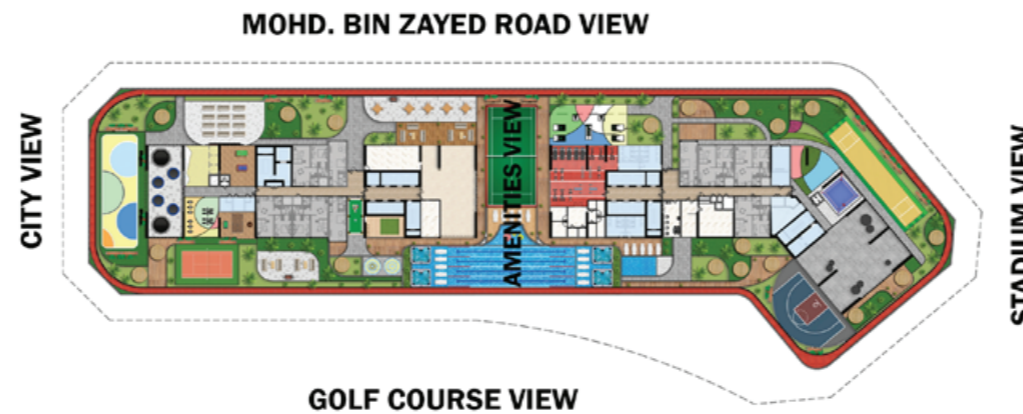 MOHD. BIN ZAYED ROAD VIEW
CITY VIEW
AMENITIES VIEW
STADIUM VIEW
GOLF COURSE VIEW